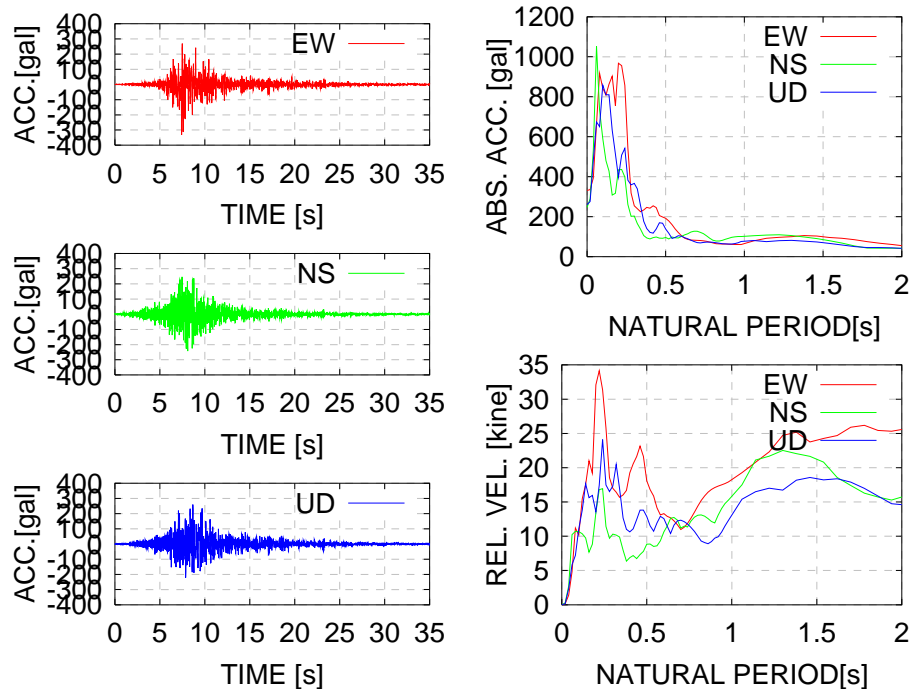 400
300
200
100
0
-100
-200
-300
-400
ACC.[gal]
EW
0 5 10 15 20 25 30 35
TIME [s]
400
300
200
100
0
-100
-200
-300
-400
ACC.[gal]
NS
0 5 10 15 20 25 30 35
TIME [s]
400
300
200
100
0
-100
-200
-300
-400
ACC.[gal]
UD
0 5 10 15 20 25 30 35
TIME [s]
1200
1000
800
600
400
200
0
ABS. ACC. [gal]
EW
NS
UD
0 0.5 1 1.5 2
NATURAL PERIOD[s]
35
30
25
20
15
10
5
0
REL. VEL. [kine]
EW
NS
UD
0 0.5 1 1.5 2
NATURAL PERIOD[s]